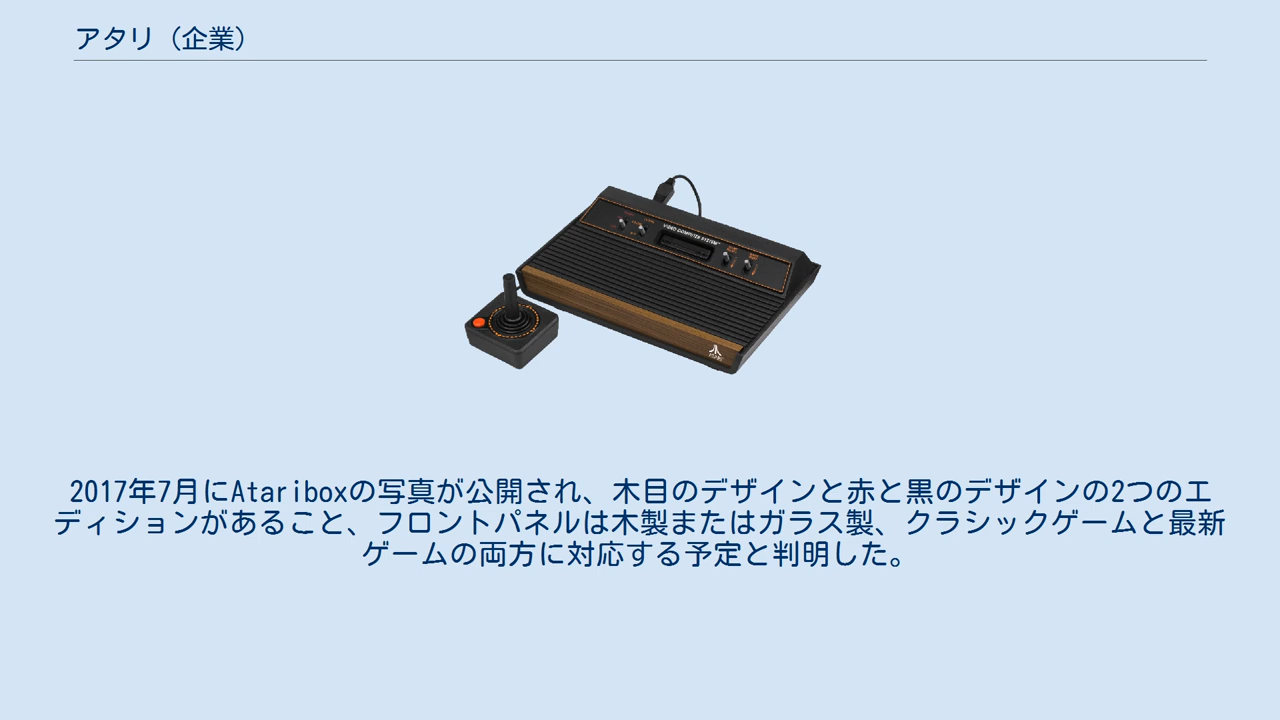 アタリ（企業）
VIDEO COMPUTER SYSTEM
ATARI
2017年7月にAtariboxの写真が公開され、木目のデザインと赤と黒のデザインの2つのエ
ディションがあること、フロントパネルは木製またはガラス製、クラシックゲームと最新
ゲームの両方に対応する予定と判明した。